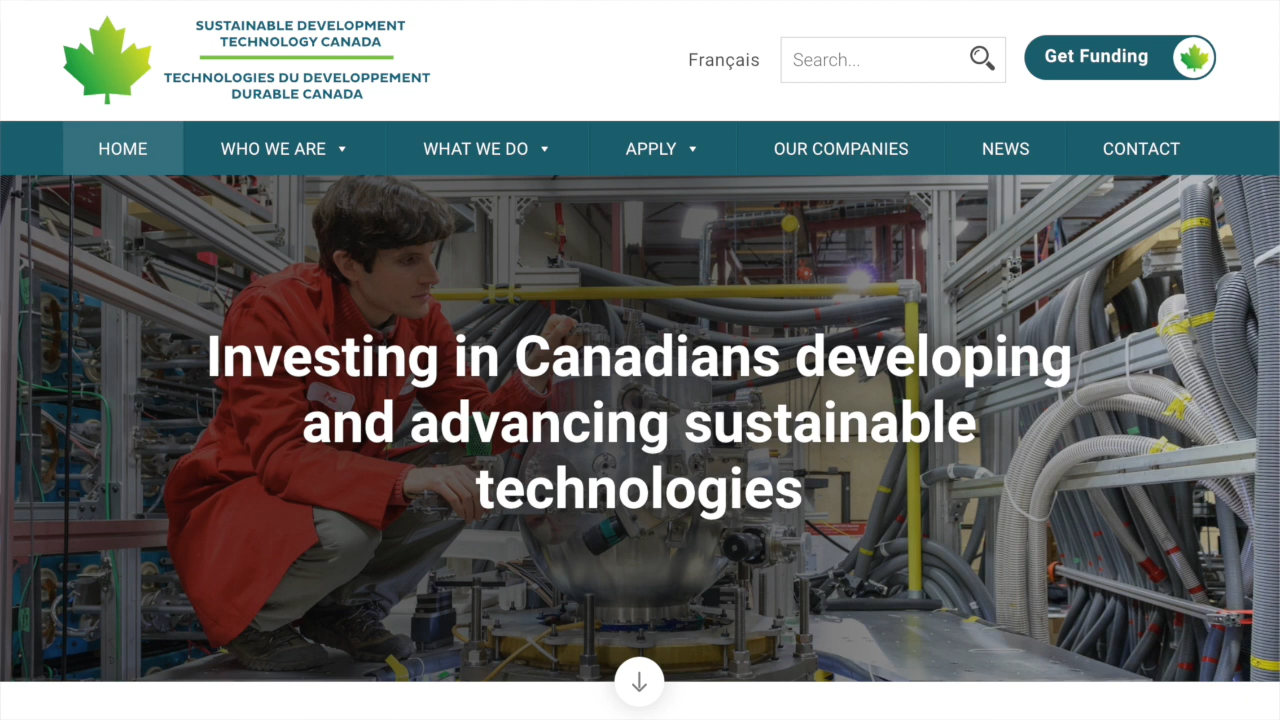 SUSTAINABLE DEVELOPMENT
TECHNOLOGY CANADA
TECHNOLOGIES DU DEVELOPPEMENT
DURABLE CANADA
Français
Search...
Get Funding
HOME
WHO WE ARE
WHAT WE DO
APPLY
OUR COMPANIES
NEWS
CONTACT
Investing in Canadians developing
and advancing sustainable
technologies